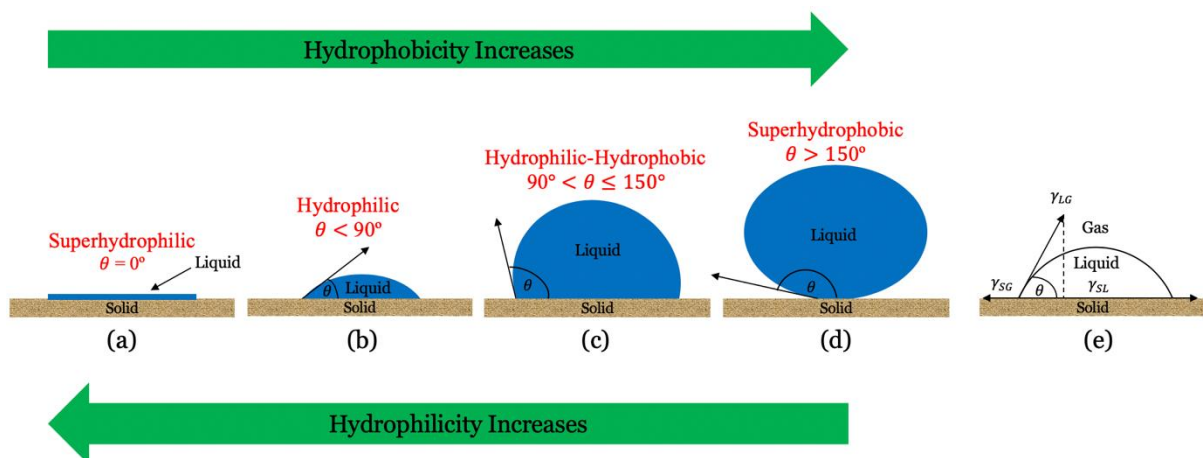 Hydrophobicity Increases
Superhydrophilic
θ = 0º
Liquid
Solid
(a)
Hydrophilic
θ < 90º
θ
Liquid
Solid
(b)
Hydrophilic-Hydrophobic
90° < θ ≤ 150°
Liquid
θ
Solid
(c)
Superhydrophobic
θ > 150º
Liquid
θ
Solid
(d)
γLG
Gas
Liquid
γSG
θ
γSL
Solid
(e)
Hydrophilicity Increases